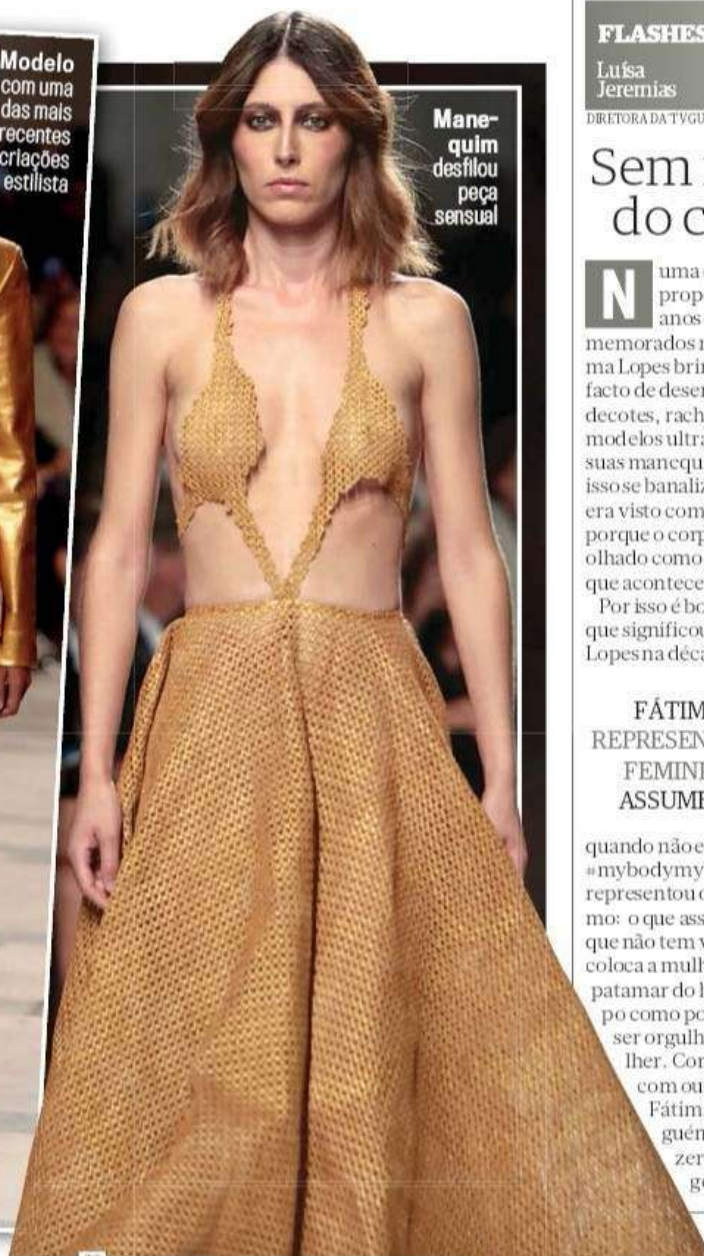 Modelo
com uma
das mais
recentes
criações
estilista
Mane-
quim
desfilou
peça
sensual
FLASHES
Luísa
Jeremias
DIRETORA DA TVGU
Sem
do c
N
uma
prop
anos
memorados
ma Lopes brin
facto de desen
decotes, rach
modelos ultra
suas manequ
isso se banaliz
era visto com
porque o corp
olhado como
que acontece
Por isso é bo
que significou
Lopes na déca
FÁTIM
REPRESEN
FEMINI
ASSUME
quando não e
#mybodymy
representou o
mo: o que ass
que não tem v
coloca a mulh
patamar do h
po como po
ser orgulh
lher. Con
com ou
Fátim
guém
zer
ge